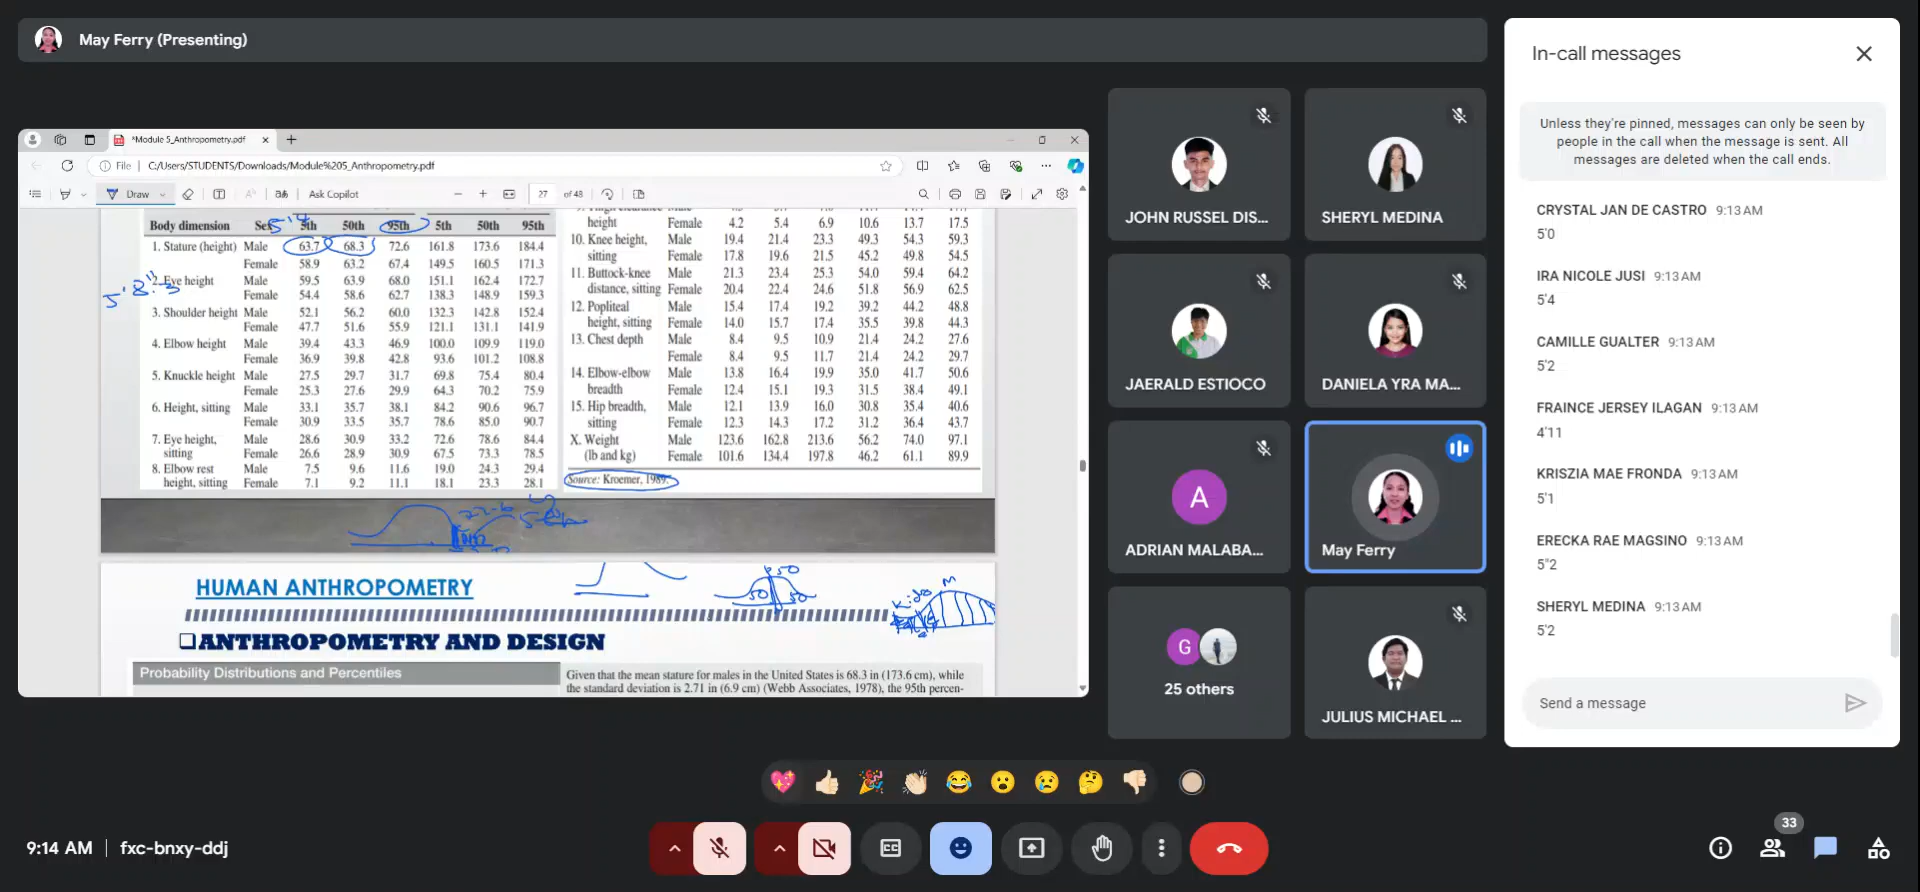 May Ferry (Presenting)
*Module 5_Anthropometry.pdf
File
C:/Users/STUDENTS/Downloads/Module%205_Anthropometry.pdf
Draw
Ask Copilot
27 of 48
Body dimension Sex 5th 50th 95th 5th 50th 95th
1. Stature (height) Male 63.7 68.3 72.6 161.8 173.6 184.4
Female 58.9 63.2 67.4 149.5 160.5 171.3
2. Eye height Male 59.5 63.9 68.0 151.1 162.4 172.7
Female 54.4 58.6 62.7 138.3 148.9 159.3
3. Shoulder height Male 52.1 56.2 60.0 132.3 142.8 152.4
Female 47.7 51.6 55.9 121.1 131.1 141.9
4. Elbow height Male 39.4 43.3 46.9 100.0 109.9 119.0
Female 36.9 39.8 42.8 93.6 101.2 108.8
5. Knuckle height Male 27.5 29.7 31.7 69.8 75.4 80.4
Female 25.3 27.6 29.9 64.3 70.2 75.9
6. Height, sitting Male 33.1 35.7 38.1 84.2 90.6 96.7
Female 30.9 33.5 35.7 78.6 85.0 90.7
7. Eye height, Male 28.6 30.9 33.2 72.6 78.6 84.4
sitting Female 26.6 28.9 30.9 67.5 73.3 78.5
8. Elbow rest Male 7.5 9.6 11.6 19.0 24.3 29.4
height, sitting Female 7.1 9.2 11.1 18.1 23.3 28.1
height Female 4.2 5.4 6.9 10.6 13.7 17.5
10. Knee height, Male 19.4 21.4 23.3 49.3 54.3 59.3
sitting Female 17.8 19.6 21.5 45.2 49.8 54.5
11. Buttock-knee Male 21.3 23.4 25.3 54.0 59.4 64.2
distance, sitting Female 20.4 22.4 24.6 51.8 56.9 62.5
12. Popliteal Male 15.4 17.4 19.2 39.2 44.2 48.8
height, sitting Female 14.0 15.7 17.4 35.5 39.8 44.3
13. Chest depth Male 8.4 9.5 10.9 21.4 24.2 27.6
Female 8.4 9.5 11.7 21.4 24.2 29.7
14. Elbow-elbow Male 13.8 16.4 19.9 35.0 41.7 50.6
breadth Female 12.4 15.1 19.3 31.5 38.4 49.1
15. Hip breadth, Male 12.1 13.9 16.0 30.8 35.4 40.6
sitting Female 12.3 14.3 17.2 31.2 36.4 43.7
X. Weight Male 123.6 162.8 213.6 56.2 74.0 97.1
(lb and kg) Female 101.6 134.4 197.8 46.2 61.1 89.9
Source: Kroemer, 1989.
50
50 50
M
HUMAN ANTHROPOMETRY
ANTHROPOMETRY AND DESIGN
Probability Distributions and Percentiles
Given that the mean stature for males in the United States is 68.3 in (173.6 cm), while
the standard deviation is 2.71 in (6.9 cm) (Webb Associates, 1978), the 95th percen-
JOHN RUSSEL DIS...
SHERYL MEDINA
JAERALD ESTIOCO
DANIELA YRA MA...
A
ADRIAN MALABA...
May Ferry
G
25 others
JULIUS MICHAEL ...
In-call messages
Unless they're pinned, messages can only be seen by
people in the call when the message is sent. All
messages are deleted when the call ends.
CRYSTAL JAN DE CASTRO 9:13 AM
5'0
IRA NICOLE JUSI 9:13 AM
5'4
CAMILLE GUALTER 9:13 AM
5'2
FRAINCE JERSEY ILAGAN 9:13 AM
4'11
KRISZIA MAE FRONDA 9:13 AM
5'1
ERECKA RAE MAGSINO 9:13 AM
5"2
SHERYL MEDINA 9:13 AM
5'2
Send a message
9:14 AM
fxc-bnxy-ddj
CC
33